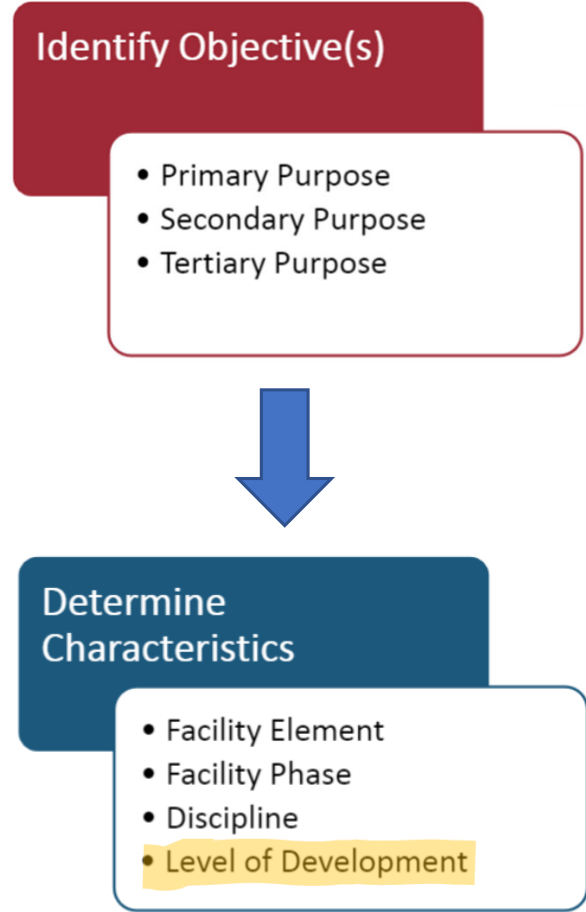 Identify Objective(s)
• Primary Purpose
• Secondary Purpose
• Tertiary Purpose
Determine
Characteristics
• Facility Element
• Facility Phase
• Discipline
• Level of Development